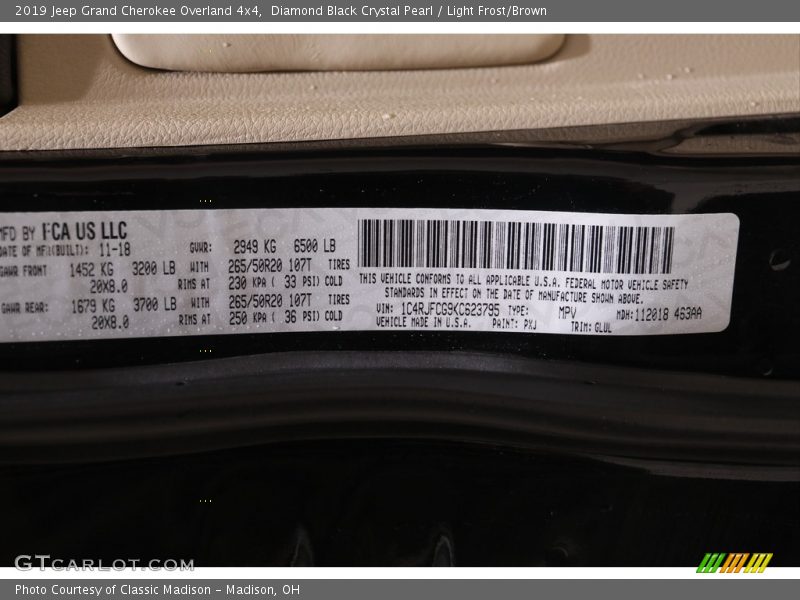 2019 Jeep Grand Cherokee Overland 4x4, Diamond Black Crystal Pearl / Light Frost/Brown
MFD BY FCA US LLC
DATE OF MFR(BUILT): 11-18 GVWR: 2949 KG 6500 LB
GAWR FRONT 1452 KG 3200 LB WITH 265/50R20 107T TIRES
20X8.0 RIMS AT 230 KPA ( 33 PSI) COLD
GAWR REAR: 1679 KG 3700 LB WITH 265/50R20 107T TIRES
20X8.0 RIMS AT 250 KPA ( 36 PSI) COLD
THIS VEHICLE CONFORMS TO ALL APPLICABLE U.S.A. FEDERAL MOTOR VEHICLE SAFETY
STANDARDS IN EFFECT ON THE DATE OF MANUFACTURE SHOWN ABOVE.
VIN: 1C4RJFCG9KC623795 TYPE: MPV MDH: 112018 463AA
VEHICLE MADE IN U.S.A. PAINT: PXJ TRIM: GLUL
GTCARLOT.COM
Photo Courtesy of Classic Madison - Madison, OH